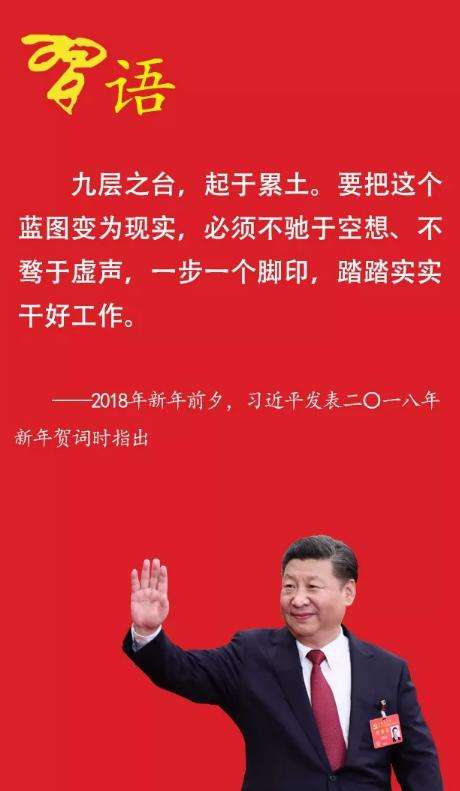 習语
九层之台，起于累土。要把这个
蓝图变为现实，必须不驰于空想、不
骛于虚声，一步一个脚印，踏踏实实
干好工作。
——2018年新年前夕，习近平发表二〇一八年
新年贺词时指出